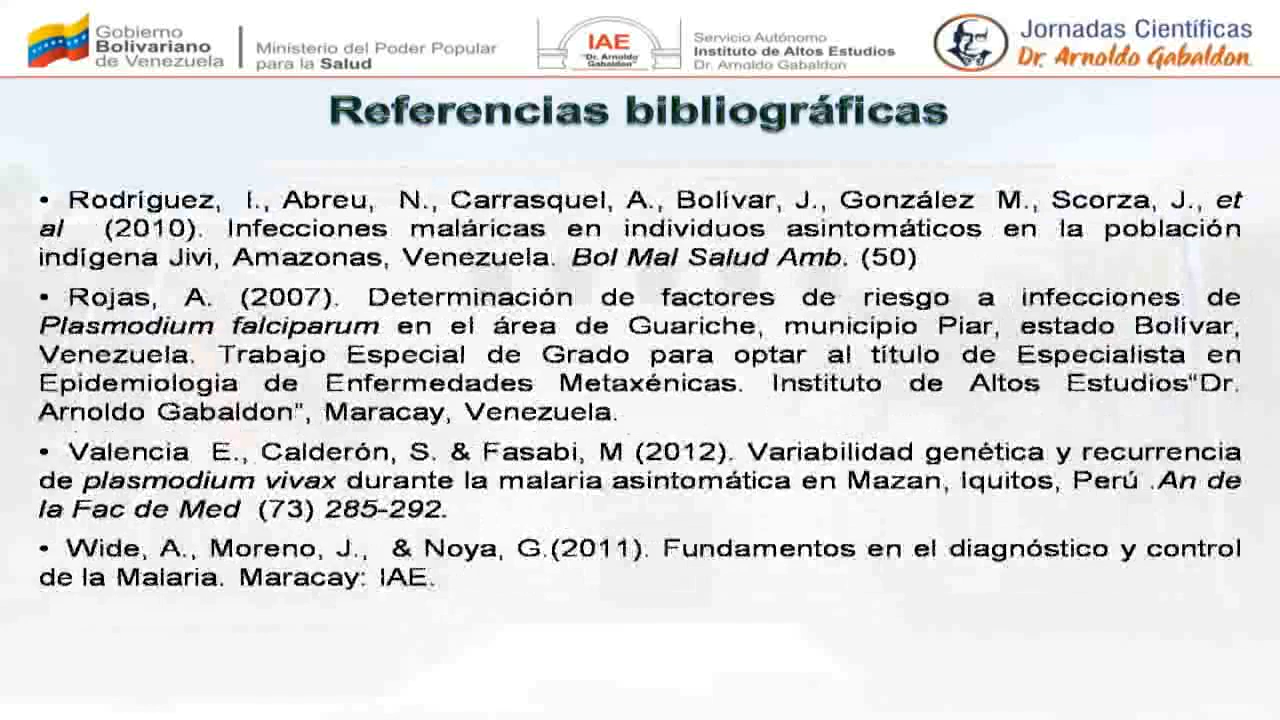 Gobierno
Bolivariano
de Venezuela
Ministerio del Poder Popular
para la Salud
IAE
"Dr. Arnoldo
Gabaldon"
Servicio Autónomo
Instituto de Altos Estudios
Dr. Arnoldo Gabaldon
Jornadas Científicas
Dr. Arnoldo Gabaldon
Referencias bibliográficas
• Rodríguez, I., Abreu, N., Carrasquel, A., Bolívar, J., González M., Scorza, J., et
al (2010). Infecciones maláricas en individuos asintomáticos en la población
indígena Jivi, Amazonas, Venezuela. Bol Mal Salud Amb. (50)
• Rojas, A. (2007). Determinación de factores de riesgo a infecciones de
Plasmodium falciparum en el área de Guariche, municipio Piar, estado Bolívar,
Venezuela. Trabajo Especial de Grado para optar al título de Especialista en
Epidemiologia de Enfermedades Metaxénicas. Instituto de Altos Estudios"Dr.
Arnoldo Gabaldon", Maracay, Venezuela.
• Valencia E., Calderón, S. & Fasabi, M (2012). Variabilidad genética y recurrencia
de plasmodium vivax durante la malaria asintomática en Mazan, Iquitos, Perú .An de
la Fac de Med (73) 285-292.
• Wide, A., Moreno, J., & Noya, G.(2011). Fundamentos en el diagnóstico y control
de la Malaria. Maracay: IAE.